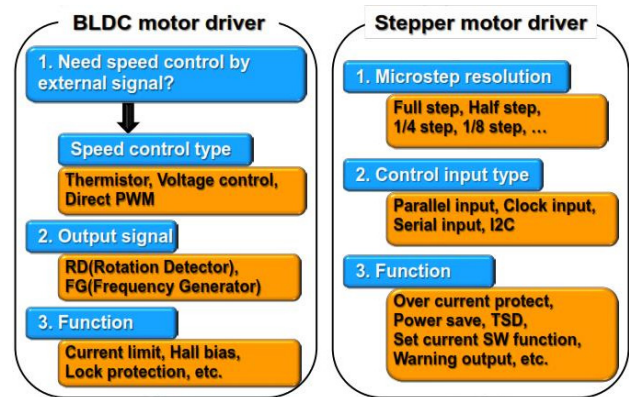 BLDC motor driver
1. Need speed control by
external signal?
Speed control type
Thermistor, Voltage control,
Direct PWM
2. Output signal
RD(Rotation Detector),
FG(Frequency Generator)
3. Function
Current limit, Hall bias,
Lock protection, etc.
Stepper motor driver
1. Microstep resolution
Full step, Half step,
1/4 step, 1/8 step, ...
2. Control input type
Parallel input, Clock input,
Serial input, I2C
3. Function
Over current protect,
Power save, TSD,
Set current SW function,
Warning output, etc.